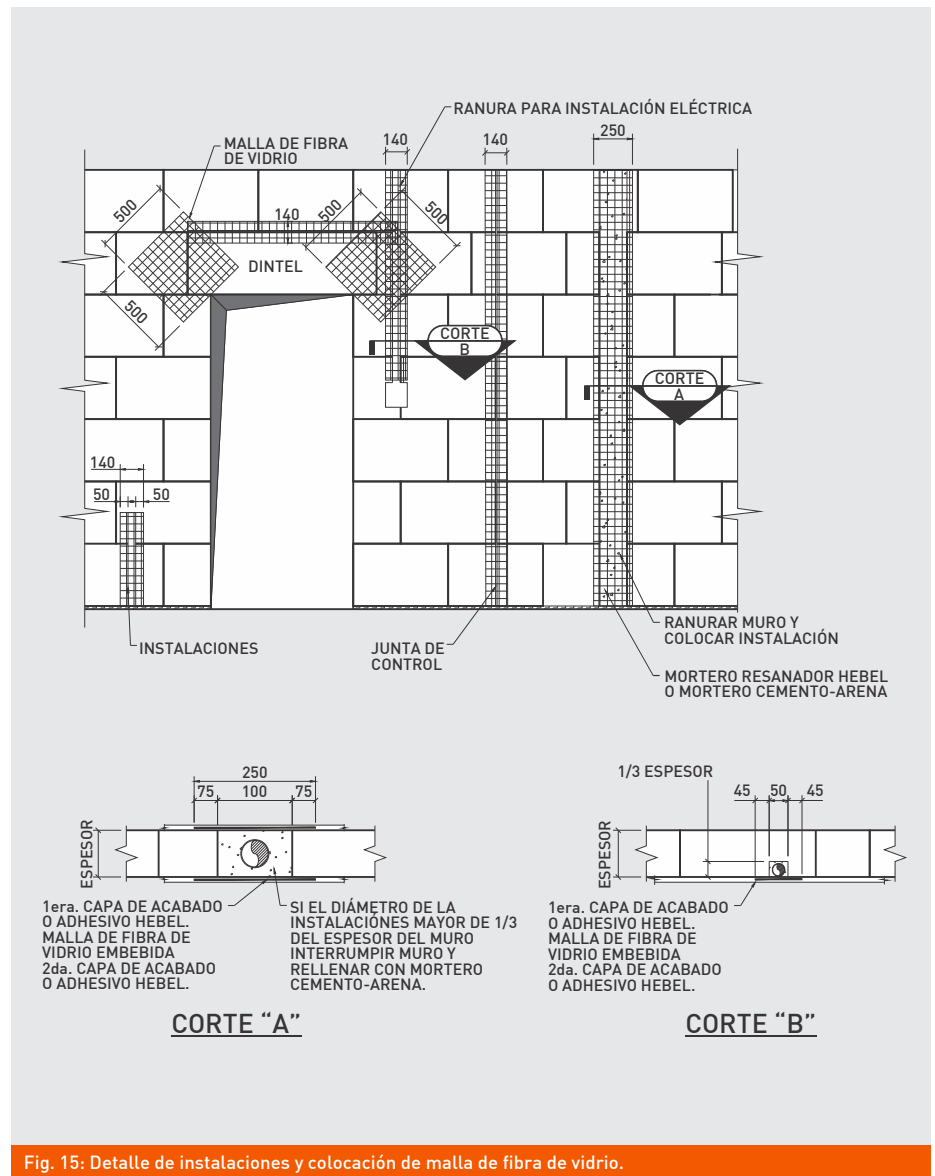 RANURA PARA INSTALACIÓN ELÉCTRICA
MALLA DE FIBRA
DE VIDRIO
140
140
250
500
140
500
500
DINTEL
500
CORTE
B
CORTE
A
140
50
50
INSTALACIONES
JUNTA DE
CONTROL
RANURAR MURO Y
COLOCAR INSTALACIÓN
MORTERO RESANADOR HEBEL
O MORTERO CEMENTO-ARENA
250
75
100
75
ESPESOR
1era. CAPA DE ACABADO
O ADHESIVO HEBEL.
MALLA DE FIBRA DE
VIDRIO EMBEBIDA
2da. CAPA DE ACABADO
O ADHESIVO HEBEL.
SI EL DIÁMETRO DE LA
INSTALACIÓNES MAYOR DE 1/3
DEL ESPESOR DEL MURO
INTERRUMPIR MURO Y
RELLENAR CON MORTERO
CEMENTO-ARENA.
CORTE “A”
1/3 ESPESOR
45
50
45
ESPESOR
1era. CAPA DE ACABADO
O ADHESIVO HEBEL.
MALLA DE FIBRA DE
VIDRIO EMBEBIDA
2da. CAPA DE ACABADO
O ADHESIVO HEBEL.
CORTE “B”
Fig. 15: Detalle de instalaciones y colocación de malla de fibra de vidrio.